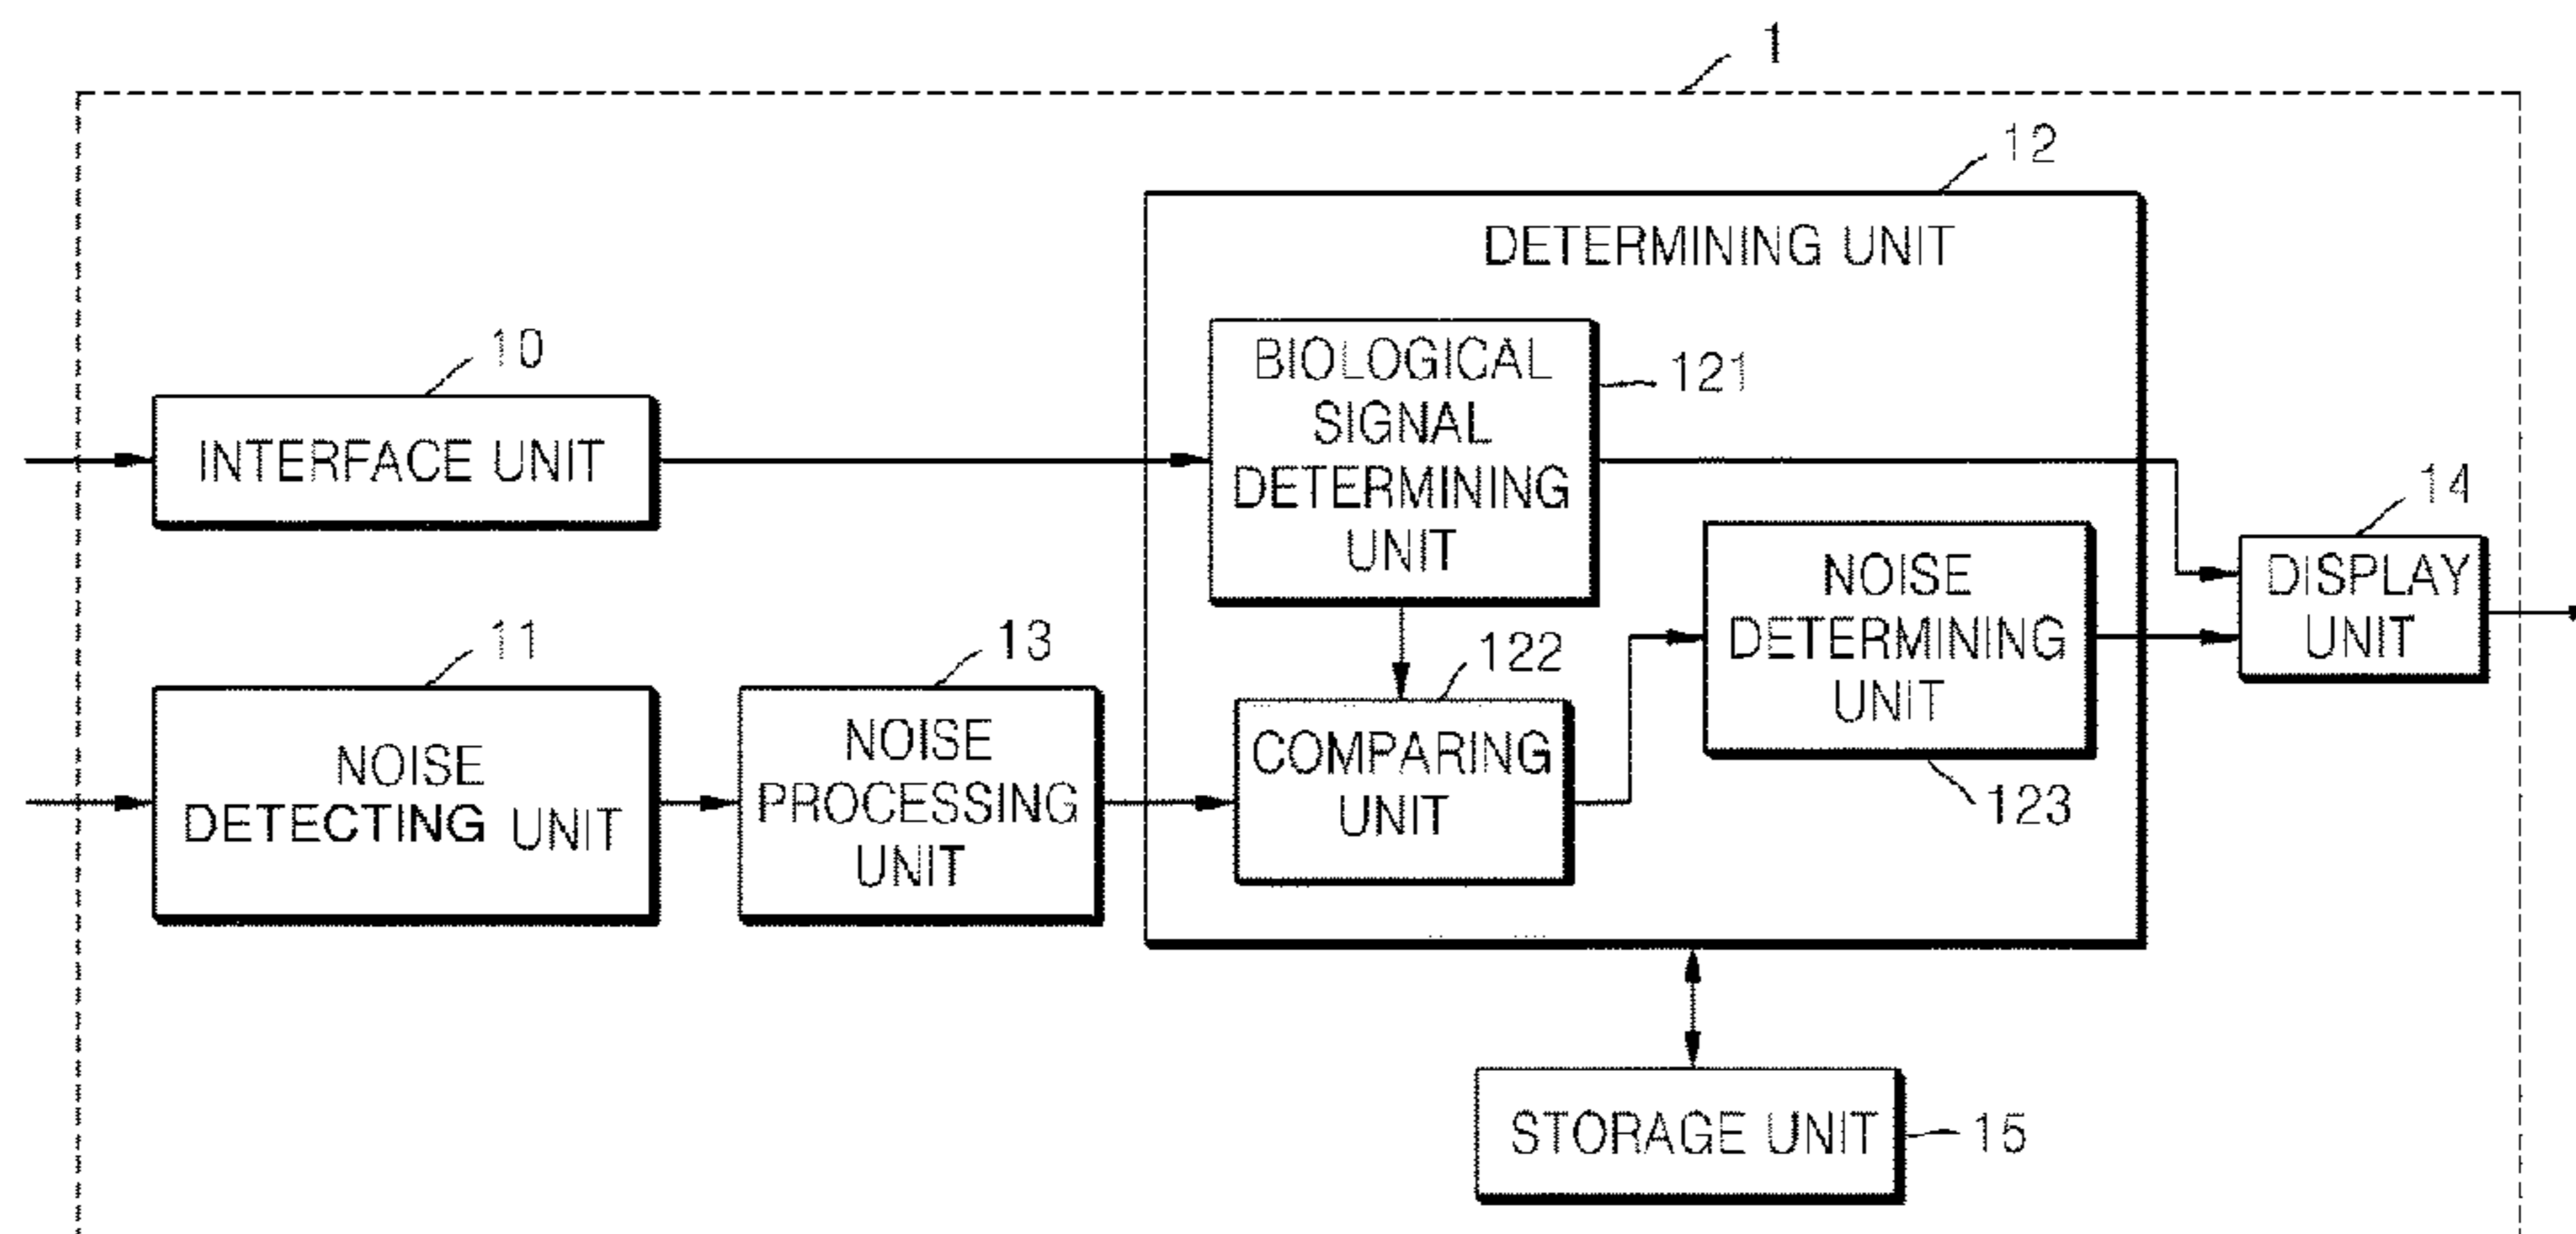 1
12
DETERMINING UNIT
10
INTERFACE UNIT
BIOLOGICAL
SIGNAL
DETERMINING
UNIT
121
14
DISPLAY
UNIT
NOISE
DETERMINING
UNIT
123
11
NOISE
DETECTING UNIT
13
NOISE
PROCESSING
UNIT
122
COMPARING
UNIT
STORAGE UNIT
15